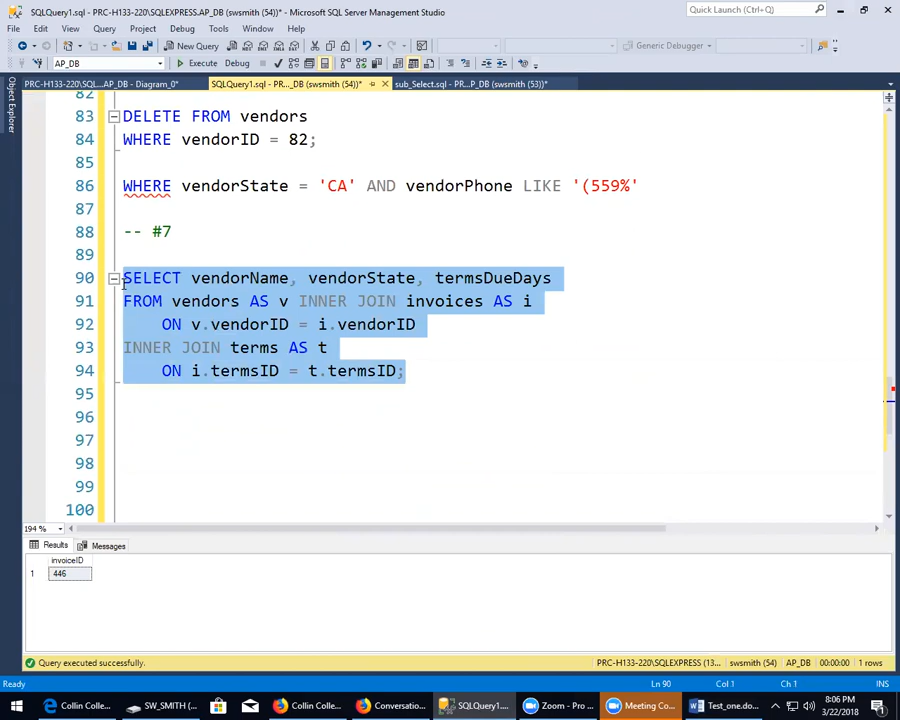 SQLQuery1.sql - PRC-H133-220\SQLEXPRESS.AP_DB (swsmith (54))* - Microsoft SQL Server Management Studio
Quick Launch (Ctrl+Q)
File Edit View Query Project Debug Tools Window Help
New Query
Generic Debugger
AP_DB
Execute Debug
PRC-H133-220\SQL...AP_DB - Diagram_0*
SQLQuery1.sql - PR..._DB (swsmith (54))*
sub_Select.sql - PR...P_DB (swsmith (53))*
Object Explorer
82
83 DELETE FROM vendors
84 WHERE vendorID = 82;
85
86 WHERE vendorState = 'CA' AND vendorPhone LIKE '(559%'
87
88 -- #7
89
90 SELECT vendorName, vendorState, termsDueDays
91 FROM vendors AS v INNER JOIN invoices AS i
92 ON v.vendorID = i.vendorID
93 INNER JOIN terms AS t
94 ON i.termsID = t.termsID;
95
96
97
98
99
100
194 %
Results Messages
invoiceID
1 446
Query executed successfully.
PRC-H133-220\SQLEXPRESS (13... swsmith (54) AP_DB 00:00:00 1 rows
Ready Ln 90 Col 1 Ch 1 INS
Collin Colle... SW_SMITH (... Collin Colle... Conversatio... SQLQuery1.... Zoom - Pro ... Meeting Co... Test_one.do...
8:06 PM
3/22/2018